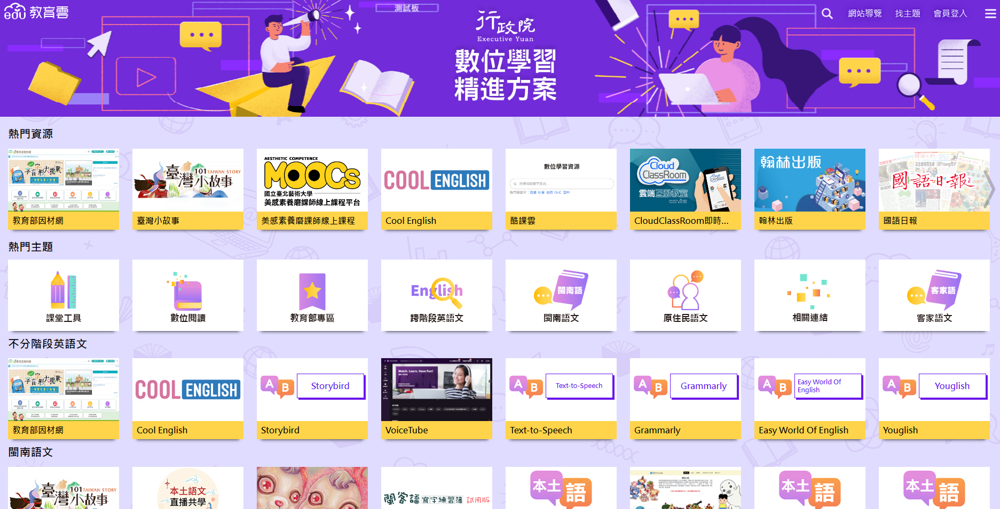 edu 教育雲
測試板
網站導覽
找主題
會員登入
行政院
Executive Yuan
數位學習
精進方案
熱門資源
字音字形大挑戰
教育部因材網
101 TAIWAN STORY
臺灣小故事
臺灣小故事
AESTHETIC COMPETENCE
MOOCs
國立臺北藝術大學
美感素養磨課師線上課程平台
美感素養磨課師線上課程
COOL ENGLISH
Cool English
數位學習資源
酷課雲
Cloud
ClassRoom
Cloud
ClassRoom
雲端互動教室
ccr.tw
CloudClassRoom即時...
翰林出版
翰林出版
國語日報
國語日報
熱門主題
課堂工具
數位閱讀
教育部專區
English
跨階段英語文
閩南語
閩南語文
原住民語文
相關連結
客家語
客家語文
不分階段英語文
教育部因材網
COOL ENGLISH
Cool English
A B
Storybird
Storybird
Watch. Learn. Have Fun!
VoiceTube
A B
Text-to-Speech
Text-to-Speech
A B
Grammarly
Grammarly
A B
Easy World Of
English
Easy World Of English
A B
Youglish
Youglish
閩南語文
101 TAIWAN STORY
臺灣小故事
本土語文
直播共學
閩客語寫字練習簿 試用版
本土語
本土語
本土語